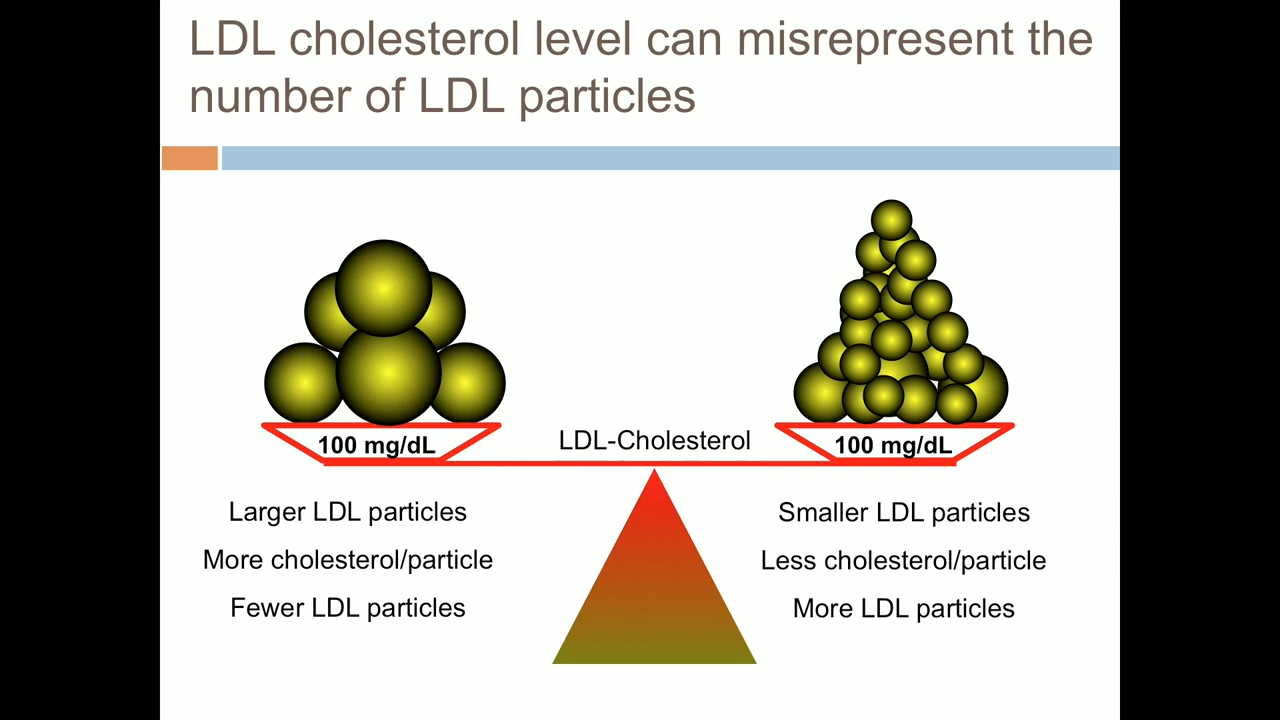 LDL cholesterol level can misrepresent the
number of LDL particles
LDL-Cholesterol
100 mg/dL
100 mg/dL
Larger LDL particles
More cholesterol/particle
Fewer LDL particles
Smaller LDL particles
Less cholesterol/particle
More LDL particles